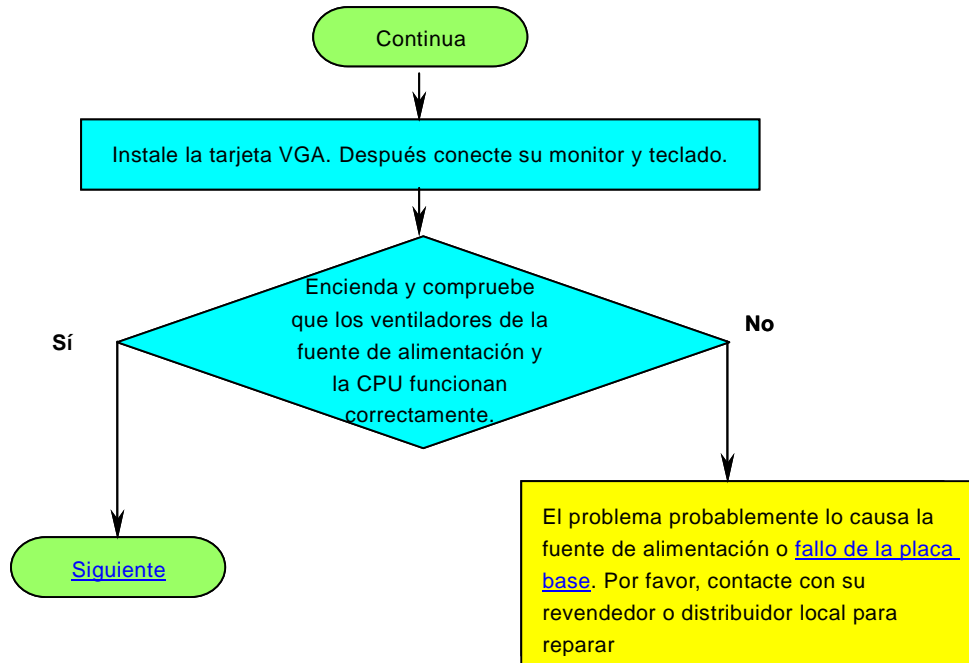 Continua
Instale la tarjeta VGA. Después conecte su monitor y teclado.
Encienda y compruebe
que los ventiladores de la
fuente de alimentación y
la CPU funcionan
correctamente.
Sí
No
Siguiente
El problema probablemente lo causa la
fuente de alimentación o fallo de la placa
base. Por favor, contacte con su
revendedor o distribuidor local para
reparar